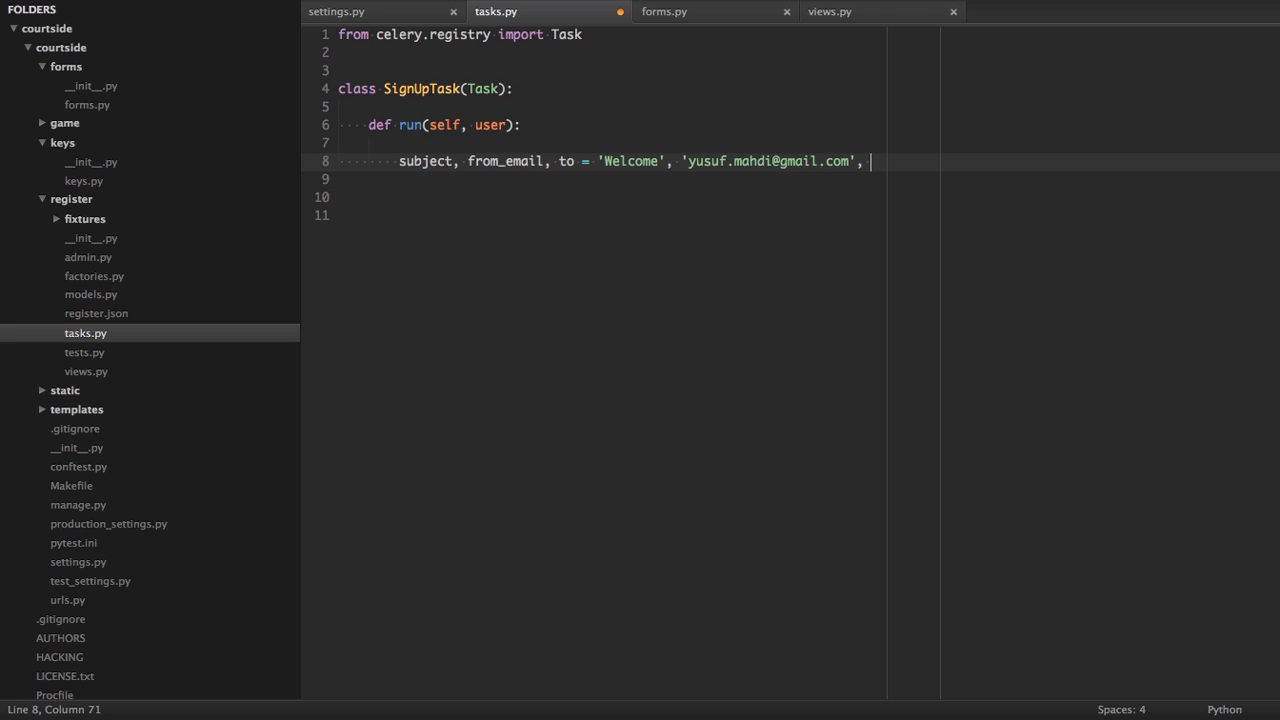 FOLDERS
courtside
courtside
forms
__init__.py
forms.py
game
keys
__init__.py
keys.py
register
fixtures
__init__.py
admin.py
factories.py
models.py
register.json
tasks.py
tests.py
views.py
static
templates
.gitignore
__init__.py
conftest.py
Makefile
manage.py
production_settings.py
pytest.ini
settings.py
test_settings.py
urls.py
.gitignore
AUTHORS
HACKING
LICENSE.txt
Procfile
settings.py × tasks.py forms.py × views.py ×
1 from celery.registry import Task
2
3
4 class SignUpTask(Task):
5
6 def run(self, user):
7
8 subject, from_email, to = 'Welcome', 'yusuf.mahdi@gmail.com',
9
10
11
Line 8, Column 71 Spaces: 4 Python